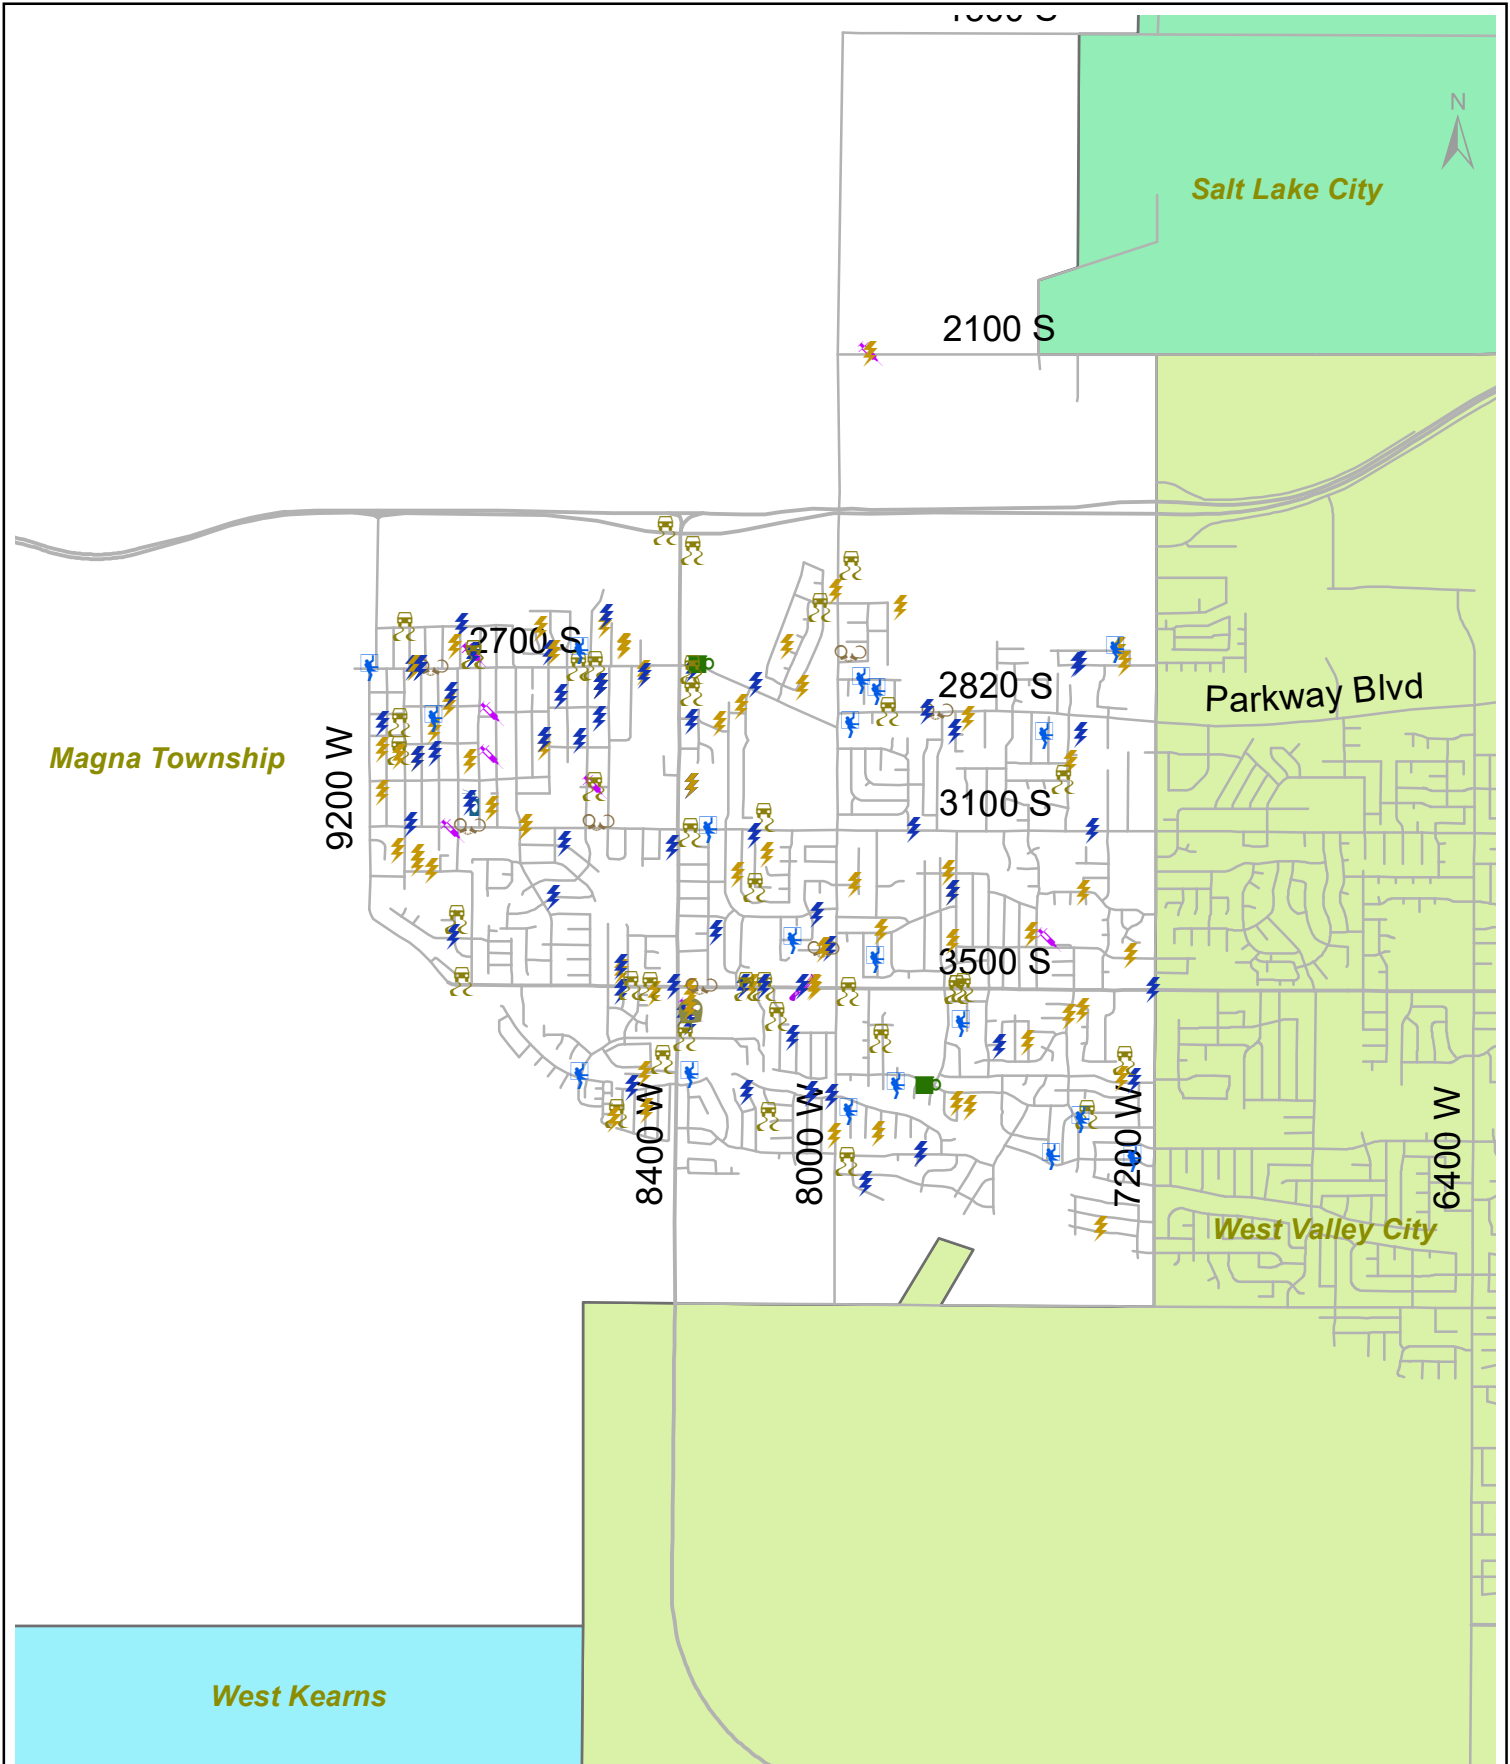 N
Salt Lake City
2100 S
2700 S
2820 S
Parkway Blvd
Magna Township
9200 W
3100 S
3500 S
8400 W
8000 W
7200 W
6400 W
West Valley City
West Kearns